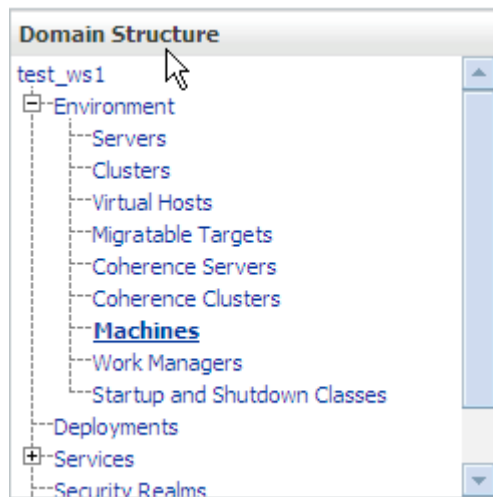 Domain Structure
test_ws1
Environment
Servers
Clusters
Virtual Hosts
Migratable Targets
Coherence Servers
Coherence Clusters
Machines
Work Managers
Startup and Shutdown Classes
Deployments
Services
Security Realms